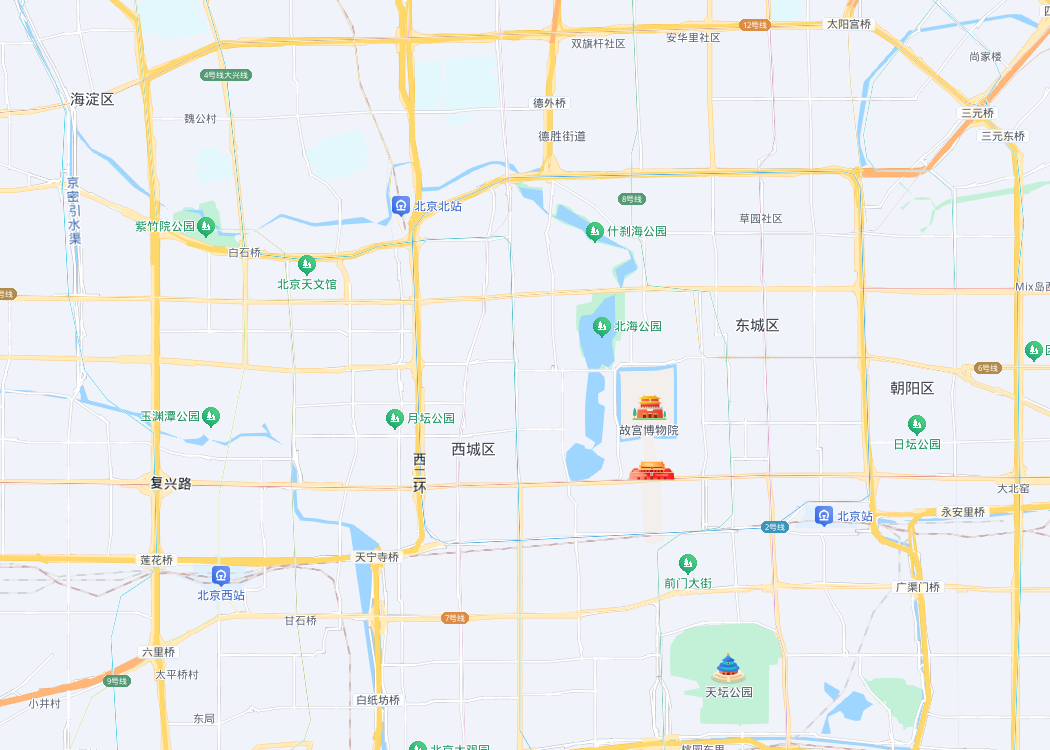 太阳宫桥
12号线
安华里社区
双旗杆社区
尚家楼
4号线大兴线
海淀区
德外桥
三元桥
魏公村
德胜街道
三元东桥
京密引水渠
8号线
北京北站
草园社区
紫竹院公园
什刹海公园
白石桥
北京天文馆
号线
Mix岛西
北海公园
东城区
6号线
朝阳区
玉渊潭公园
月坛公园
故宫博物院
日坛公园
西城区
西二环
复兴路
大北窑
永安里桥
北京站
2号线
莲花桥
天宁寺桥
前门大街
广渠门桥
北京西站
甘石桥
7号线
六里桥
太平桥村
9号线
天坛公园
小井村
白纸坊桥
东局
北京大观园
桃园东里